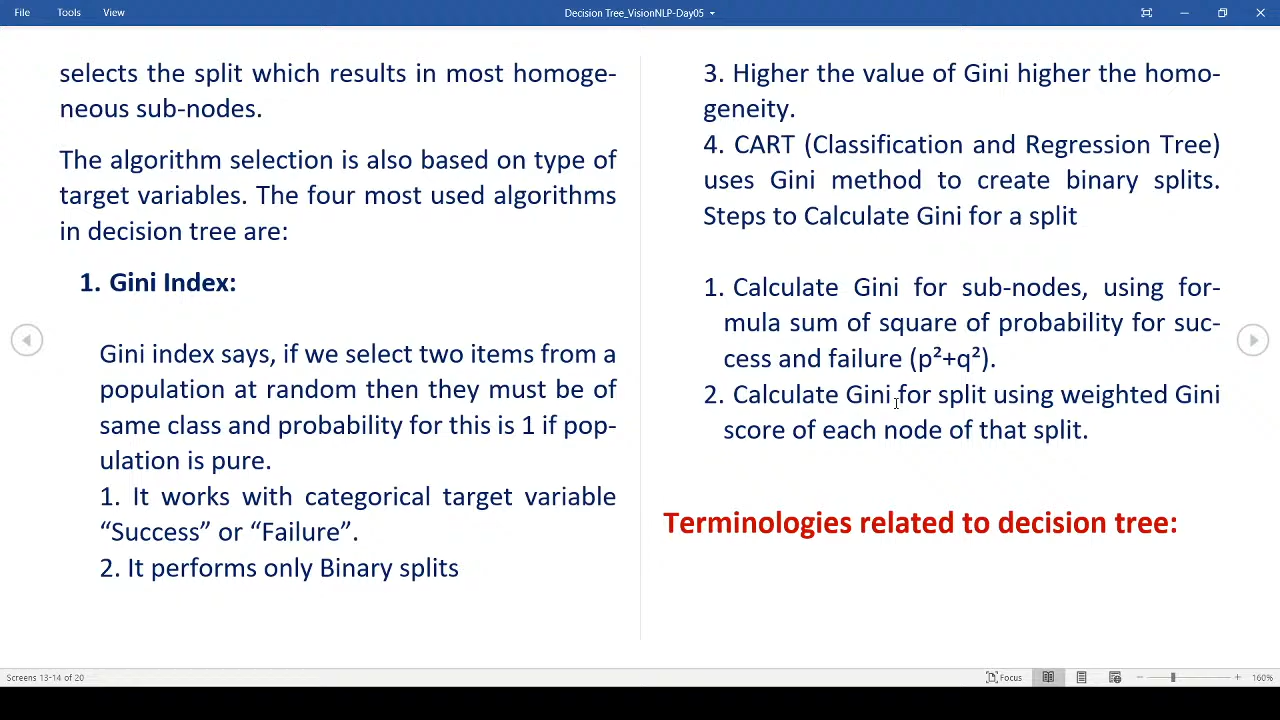 File Tools View Decision Tree_VisionNLP-Day05
selects the split which results in most homoge-
neous sub-nodes.
The algorithm selection is also based on type of
target variables. The four most used algorithms
in decision tree are:
1. Gini Index:
Gini index says, if we select two items from a
population at random then they must be of
same class and probability for this is 1 if pop-
ulation is pure.
1. It works with categorical target variable
“Success” or “Failure”.
2. It performs only Binary splits
3. Higher the value of Gini higher the homo-
geneity.
4. CART (Classification and Regression Tree)
uses Gini method to create binary splits.
Steps to Calculate Gini for a split
1. Calculate Gini for sub-nodes, using for-
mula sum of square of probability for suc-
cess and failure (p²+q²).
2. Calculate Gini for split using weighted Gini
score of each node of that split.
Terminologies related to decision tree:
Screens 13-14 of 20 Focus 160%